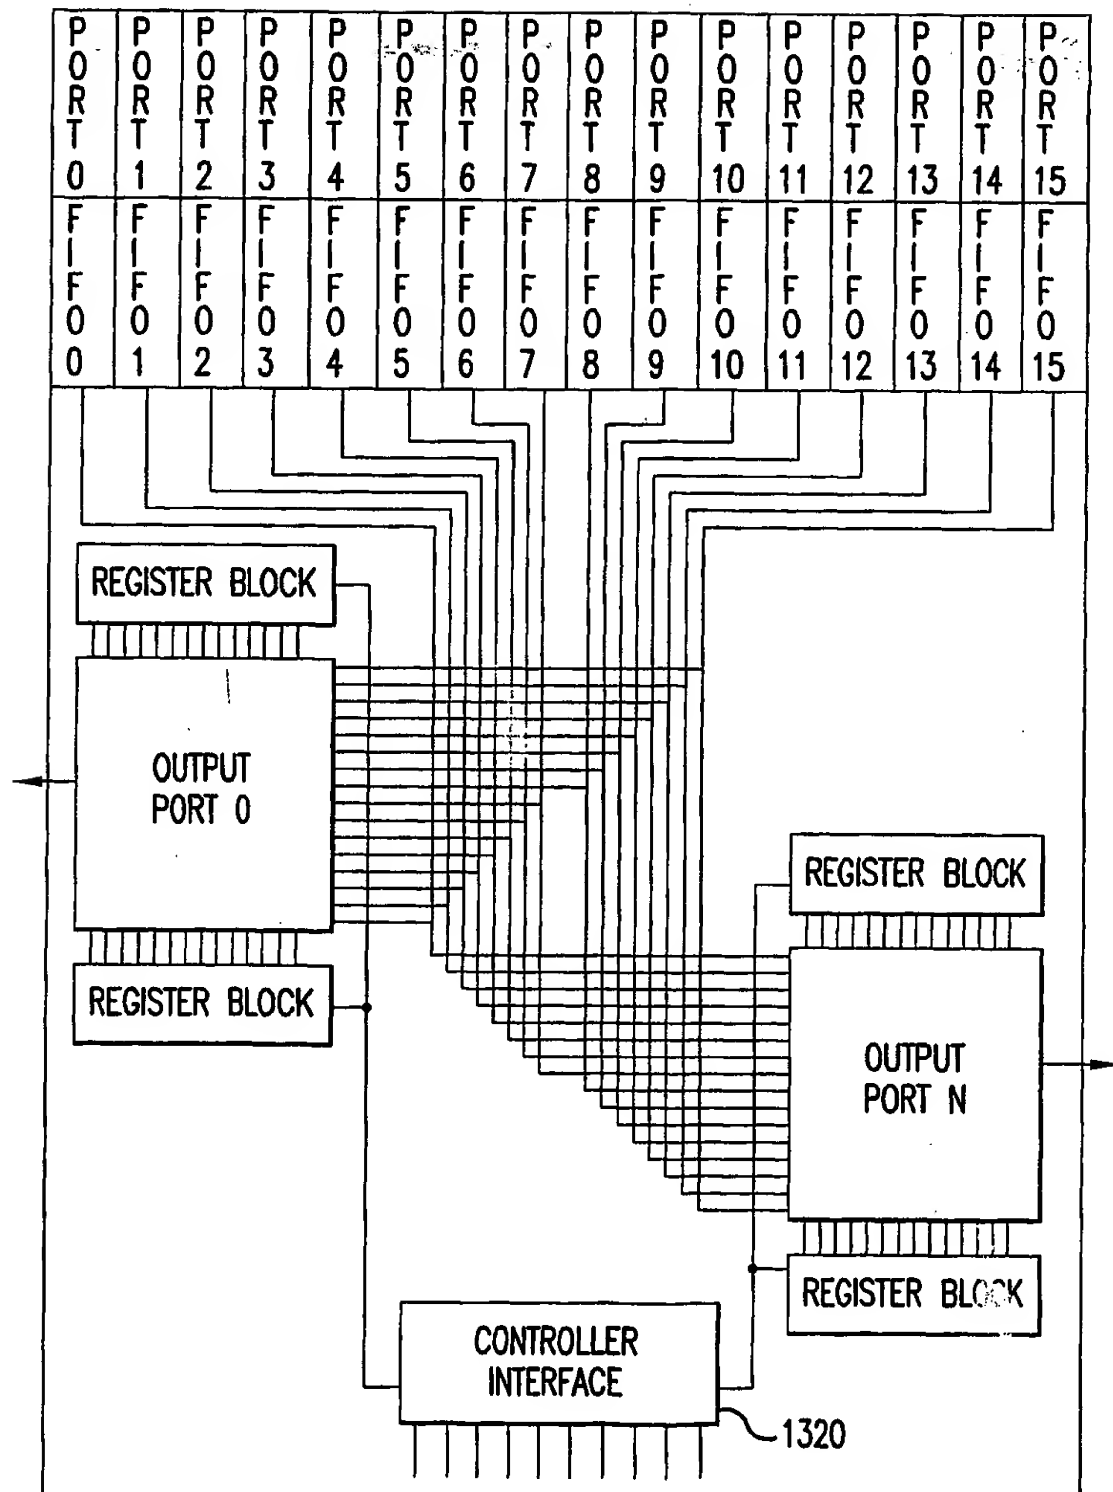 PORT 0 PORT 1 PORT 2 PORT 3 PORT 4 PORT 5 PORT 6 PORT 7 PORT 8 PORT 9 PORT 10 PORT 11 PORT 12 PORT 13 PORT 14 PORT 15
FIFO 0 FIFO 1 FIFO 2 FIFO 3 FIFO 4 FIFO 5 FIFO 6 FIFO 7 FIFO 8 FIFO 9 FIFO 10 FIFO 11 FIFO 12 FIFO 13 FIFO 14 FIFO 15
REGISTER BLOCK
OUTPUT
PORT 0
REGISTER BLOCK
REGISTER BLOCK
OUTPUT
PORT N
REGISTER BLOCK
CONTROLLER
INTERFACE
1320